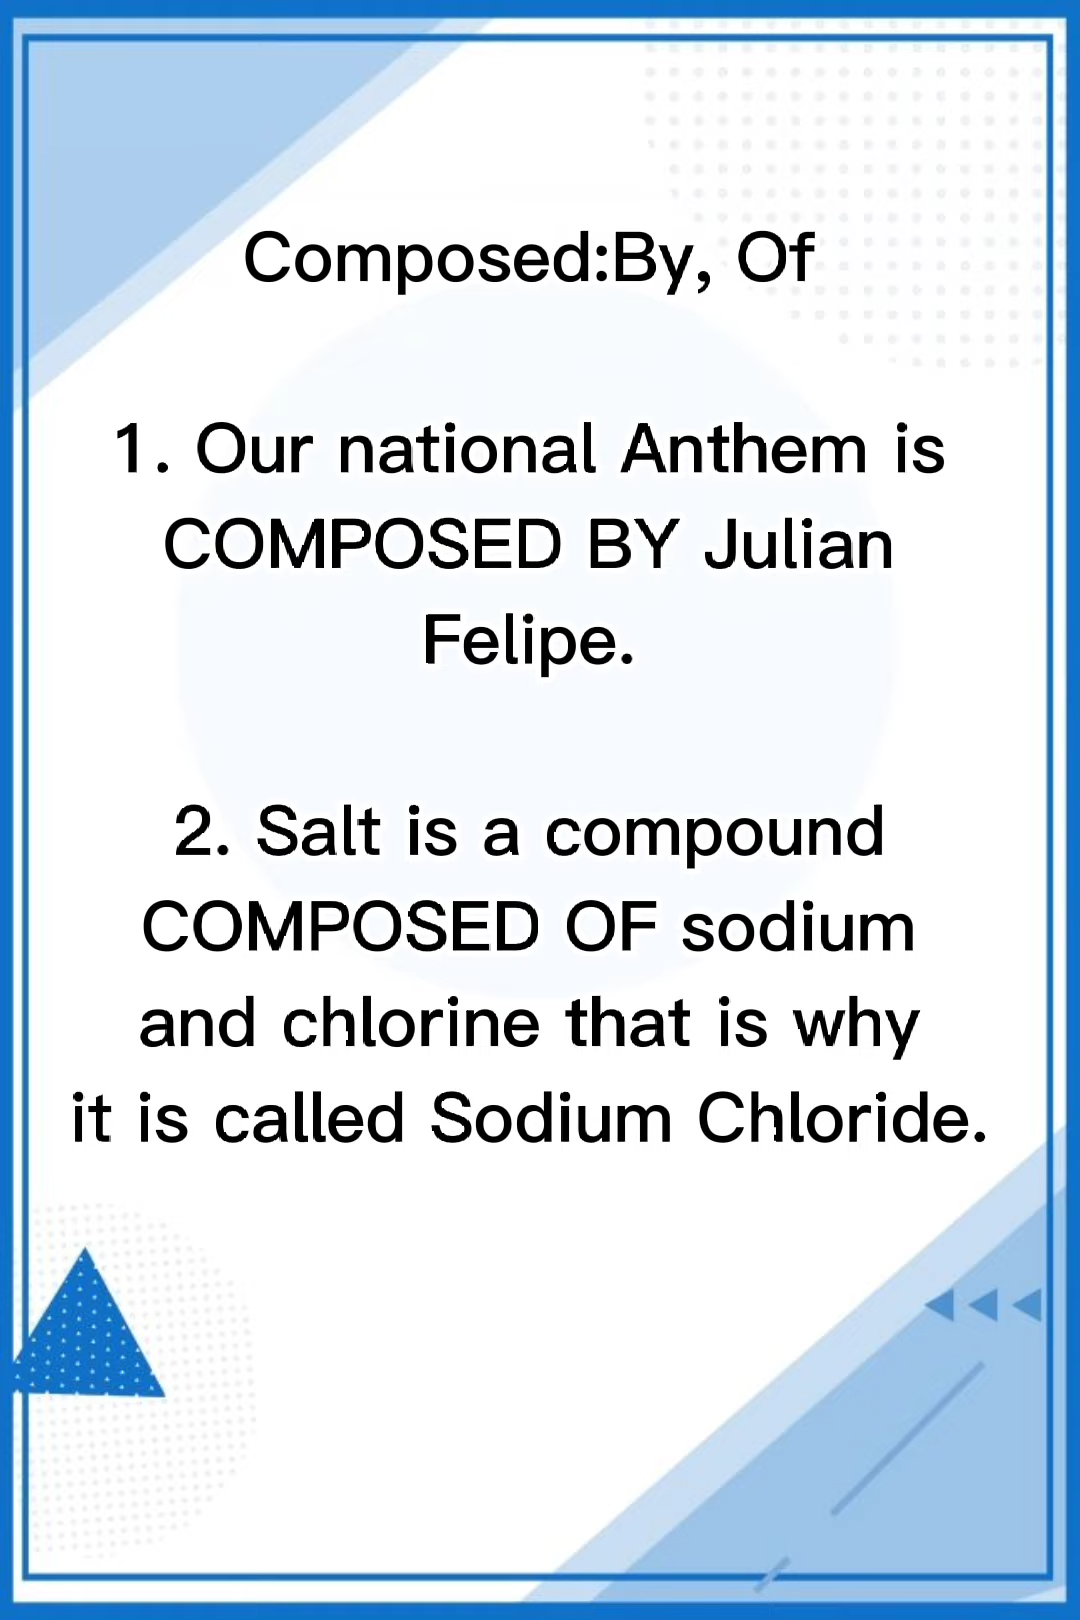 Composed:By, Of
1. Our national Anthem is
COMPOSED BY Julian
Felipe.
2. Salt is a compound
COMPOSED OF sodium
and chlorine that is why
it is called Sodium Chloride.